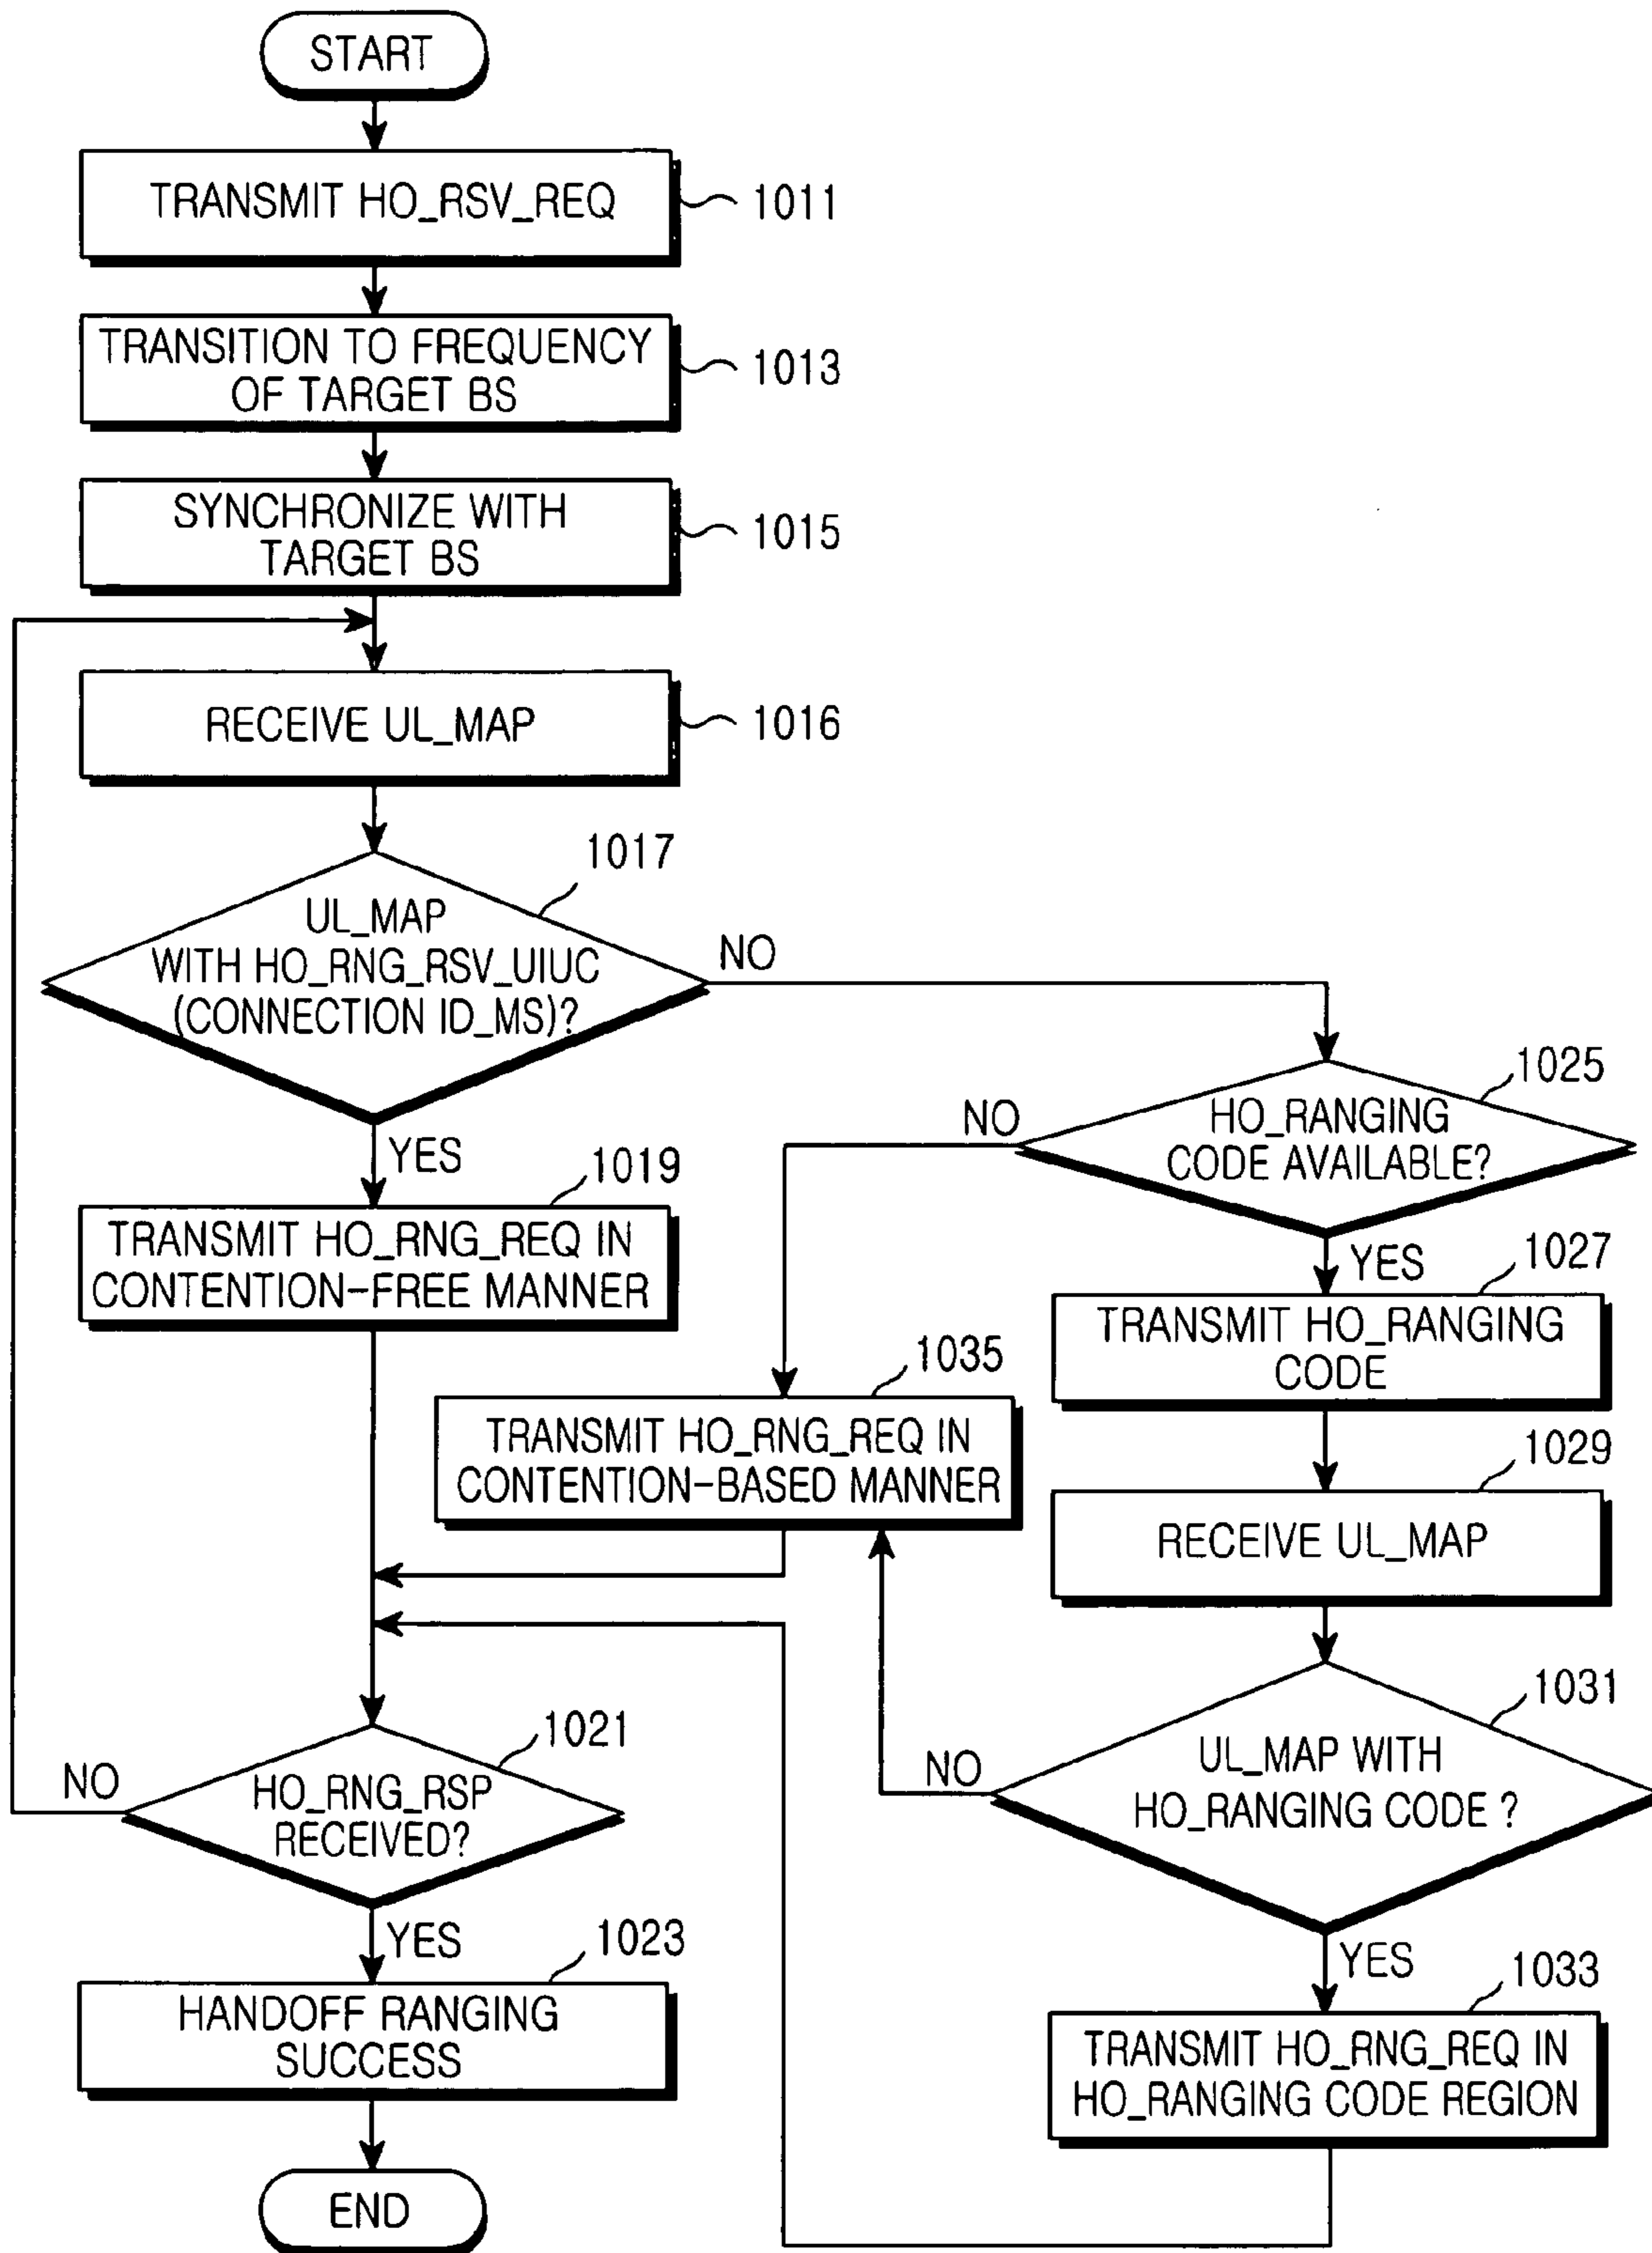 START
TRANSMIT HO_RSV_REQ
1011
TRANSITION TO FREQUENCY
OF TARGET BS
1013
SYNCHRONIZE WITH
TARGET BS
1015
RECEIVE UL_MAP
1016
1017
UL_MAP
WITH HO_RNG_RSV_UIUC
(CONNECTION ID_MS)?
NO
YES
1025
HO_RANGING
CODE AVAILABLE?
NO
YES
1019
TRANSMIT HO_RNG_REQ IN
CONTENTION-FREE MANNER
1027
TRANSMIT HO_RANGING
CODE
1035
TRANSMIT HO_RNG_REQ IN
CONTENTION-BASED MANNER
1029
RECEIVE UL_MAP
1031
UL_MAP WITH
HO_RANGING CODE ?
NO
YES
1021
HO_RNG_RSP
RECEIVED?
NO
YES
1023
HANDOFF RANGING
SUCCESS
1033
TRANSMIT HO_RNG_REQ IN
HO_RANGING CODE REGION
END